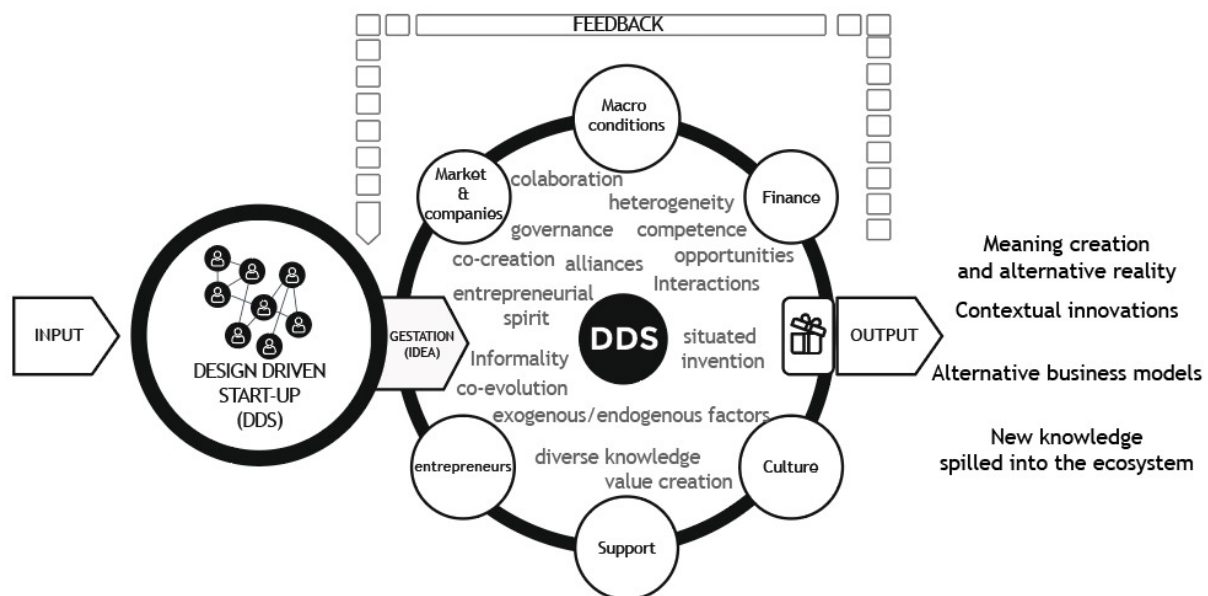 FEEDBACK
Macro
conditions
Market
&
companies
Finance
colaboration
heterogeneity
governance
competence
co-creation
alliances
opportunities
Interactions
entrepreneurial
spirit
DDS
situated
invention
Informality
co-evolution
exogenous/endogenous factors
diverse knowledge
value creation
entrepreneurs
Culture
Support
INPUT
DESIGN DRIVEN
START-UP
(DDS)
GESTATION
(IDEA)
OUTPUT
Meaning creation
and alternative reality
Contextual innovations
Alternative business models
New knowledge
spilled into the ecosystem